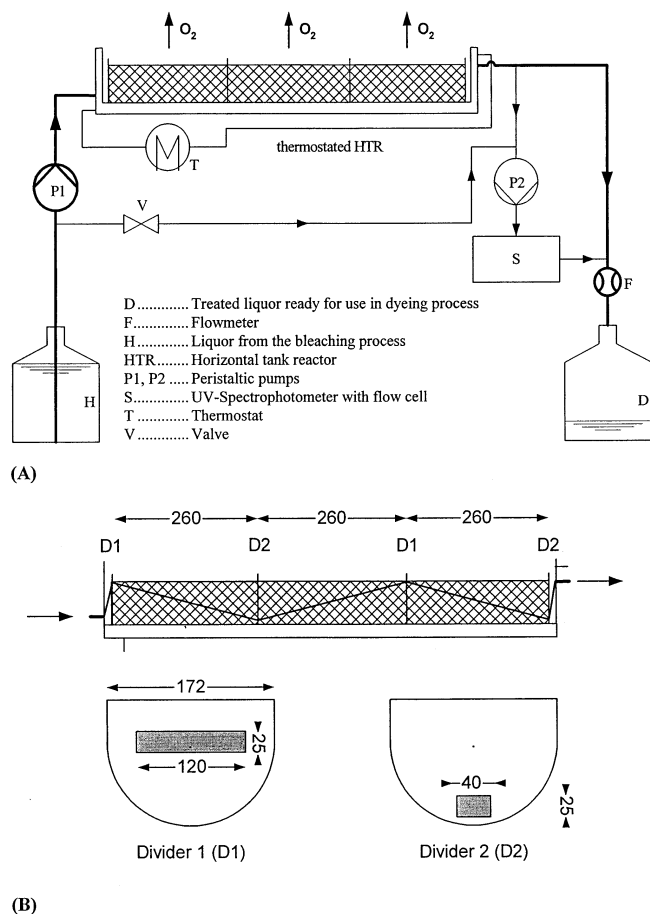 O₂ O₂ O₂
T
thermostated HTR
P1
V
P2
S
F
H
D
D ............. Treated liquor ready for use in dyeing process
F ............. Flowmeter
H ............. Liquor from the bleaching process
HTR ........ Horizontal tank reactor
P1, P2 ..... Peristaltic pumps
S ............. UV-Spectrophotometer with flow cell
T ............. Thermostat
V ............. Valve
(A)
260 260 260
D1 D2 D1 D2
172
25
120
40
25
Divider 1 (D1) Divider 2 (D2)
(B)